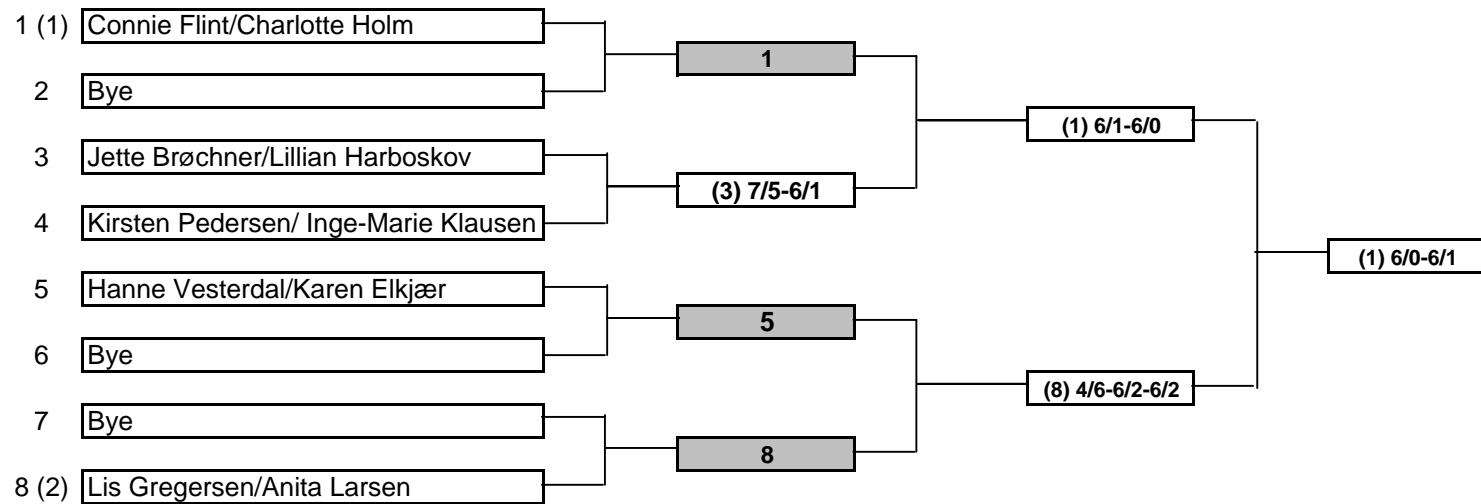 1 (1) Connie Flint/Charlotte Holm
1
2 Bye
(1) 6/1-6/0
3 Jette Brøchner/Lillian Harboskov
(3) 7/5-6/1
4 Kirsten Pedersen/ Inge-Marie Klausen
(1) 6/0-6/1
5 Hanne Vesterdal/Karen Elkjær
5
6 Bye
(8) 4/6-6/2-6/2
7 Bye
8
8 (2) Lis Gregersen/Anita Larsen